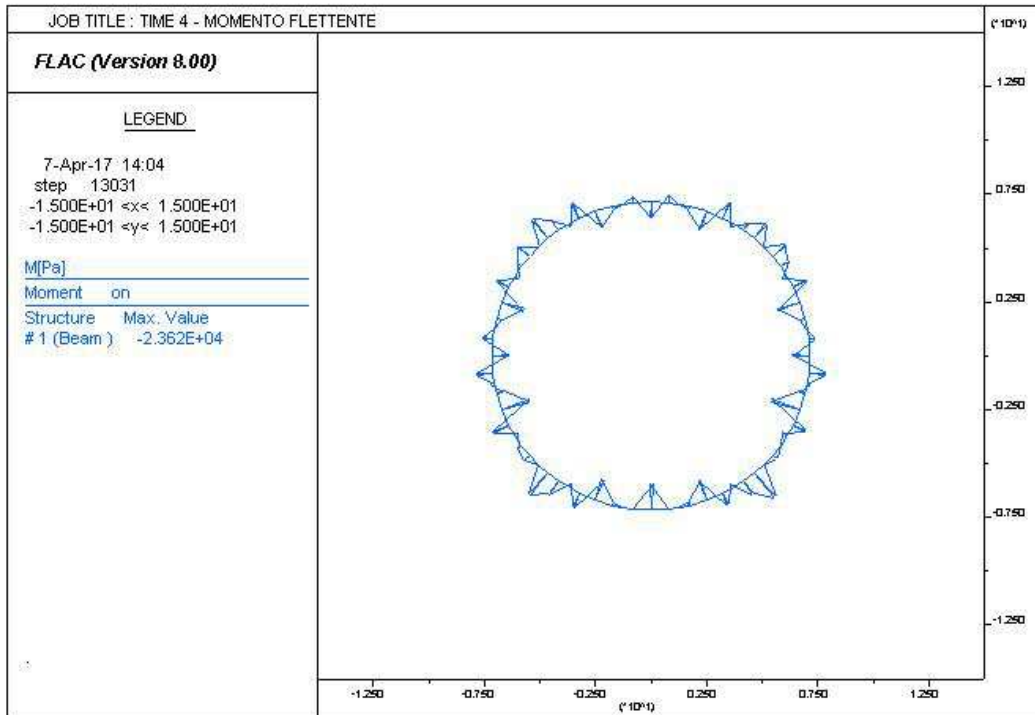 JOB TITLE : TIME 4 - MOMENTO FLETTENTE
FLAC (Version 8.00)
LEGEND
7-Apr-17 14:04
step 13031
-1.500E+01 <x< 1.500E+01
-1.500E+01 <y< 1.500E+01
M[Pa]
Moment on
Structure Max. Value
# 1 (Beam ) -2.362E+04
(*10^1)
1.250
0.750
0.250
-0.250
-0.750
-1.250
-1.250 -0.750 -0.250 0.250 0.750 1.250
(*10^1)